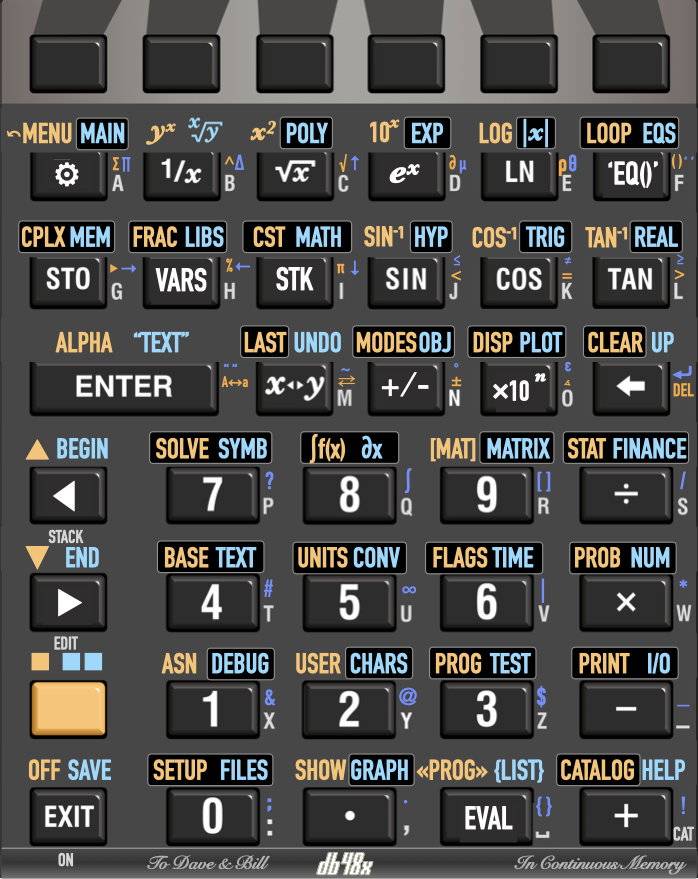 ⤺MENU MAIN yˣ ˣ√y x² POLY 10ˣ EXP LOG |x| LOOP EQS
⚙ Σ Π A 1/x ^ Δ B √x √ ↑ C eˣ ∂ μ D LN ρ θ E ‘EQ()’ () ·· F
CPLX MEM FRAC LIBS CST MATH SIN⁻¹ HYP COS⁻¹ TRIG TAN⁻¹ REAL
STO ▸ → G VARS % ← H STK π ↓ I SIN ≤ < J COS ≠ = K TAN ≥ > L
ALPHA “TEXT” LAST UNDO MODES OBJ DISP PLOT CLEAR UP
ENTER “ “ A↔a x↔y ~ ⇄ M +/- ° ± N ×10ⁿ ε ⊿ O ← ↲ DEL
▲ BEGIN SOLVE SYMB ∫f(x) ∂x [MAT] MATRIX STAT FINANCE
◀ 7 ? P 8 ∫ Q 9 [ ] R ÷ / S
STACK
▼ END BASE TEXT UNITS CONV FLAGS TIME PROB NUM
▶ 4 # T 5 ∞ U 6 | V × * W
EDIT
ASN DEBUG USER CHARS PROG TEST PRINT I/O
1 & X 2 @ Y 3 $ Z − _ _
OFF SAVE SETUP FILES SHOW GRAPH «PROG» {LIST} CATALOG HELP
EXIT 0 ; : • . , EVAL { } ␣ + ! CAT
ON To Dave & Bill db48x In Continuous Memory